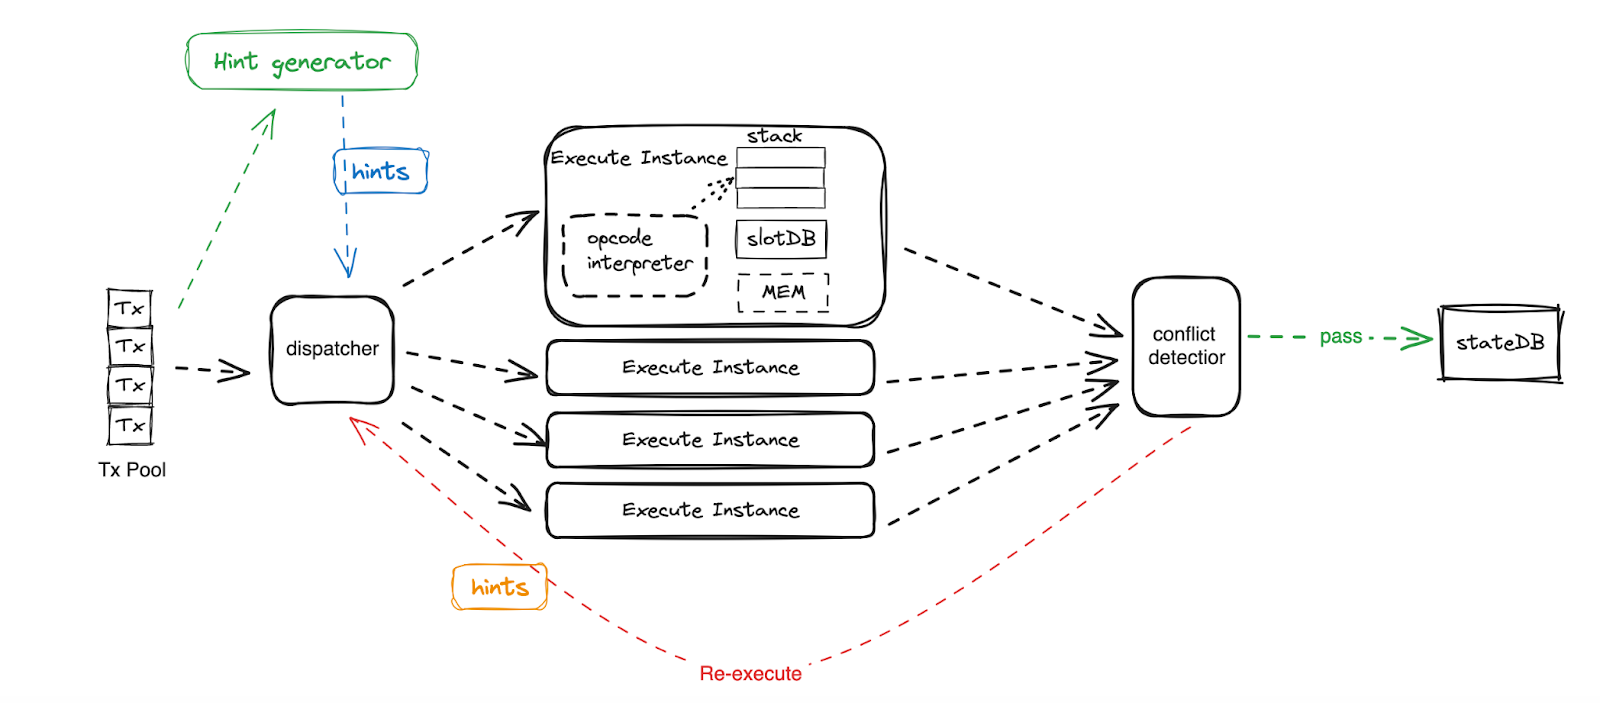 Hint generator
hints
stack
Execute Instance
opcode
interpreter
slotDB
MEM
Tx
Tx
Tx
Tx
Tx Pool
dispatcher
Execute Instance
Execute Instance
Execute Instance
conflict
detectior
pass
stateDB
hints
Re-execute